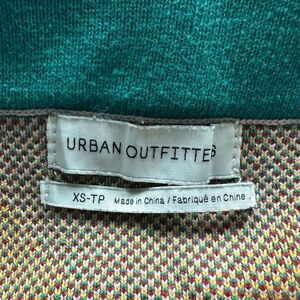 URBAN OUTFITTE
XS-TP Made in China / Fabriqué en Chine